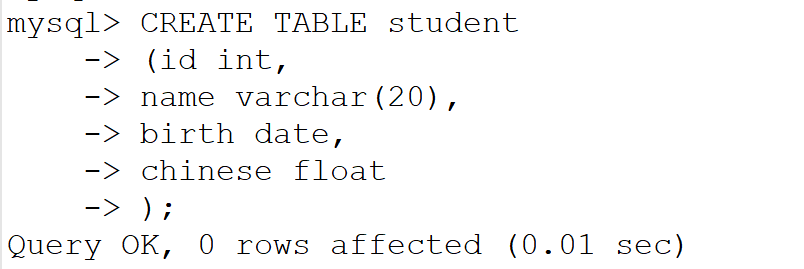 mysql> CREATE TABLE student
    -> (id int,
    -> name varchar(20),
    -> birth date,
    -> chinese float
    -> );
Query OK, 0 rows affected (0.01 sec)